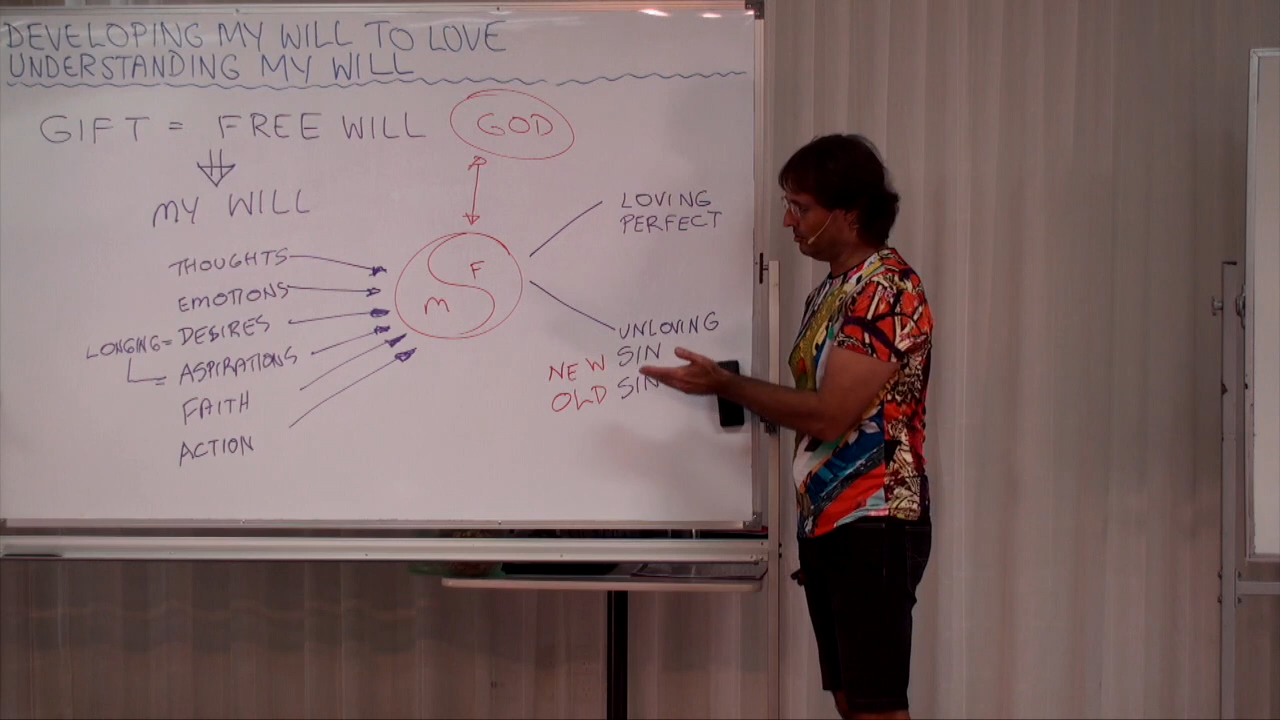 DEVELOPING MY WILL TO LOVE
UNDERSTANDING MY WILL
GIFT = FREE WILL
GOD
MY WILL
LOVING
PERFECT
THOUGHTS
EMOTIONS
LONGING = DESIRES
= ASPIRATIONS
FAITH
ACTION
F
M
UNLOVING
NEW SIN
OLD SIN